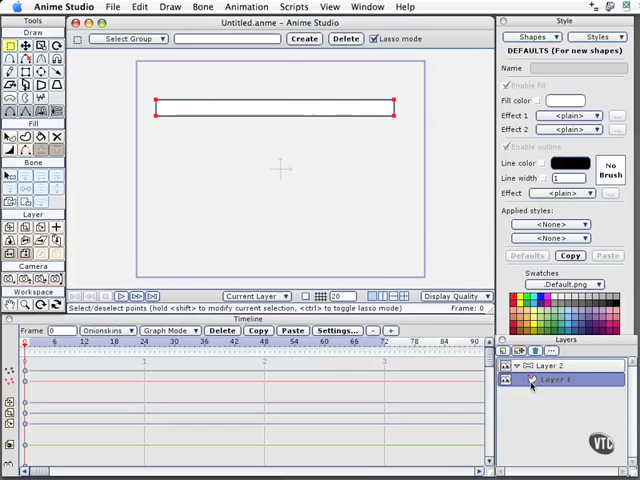 Anime Studio File Edit Draw Bone Animation Scripts View Window Help
Tools
Untitled.anme - Anime Studio
Style
Draw
Select Group
Create
Delete
Lasso mode
Shapes
Styles
DEFAULTS (For new shapes)
Name
Enable fill
Fill color
Effect 1 <plain>
Effect 2 <plain>
Fill
Enable outline
Line color
No Brush
Line width 1
Effect <plain>
Bone
Applied styles:
<None>
<None>
Layer
Defaults
Copy
Paste
Camera
Swatches
.Default.png
Workspace
Current Layer
20
Display Quality
Select/deselect points (hold <shift> to modify current selection, <ctrl> to toggle lasso mode)
Frame: 0
Timeline
Frame 0
Onionskins
Graph Mode
Delete
Copy
Paste
Settings...
-
+
0 6 12 18 24 30 36 42 48 54 60 66 72 78 84
1 2 3
Layers
Layer 2
Layer 1
VTC